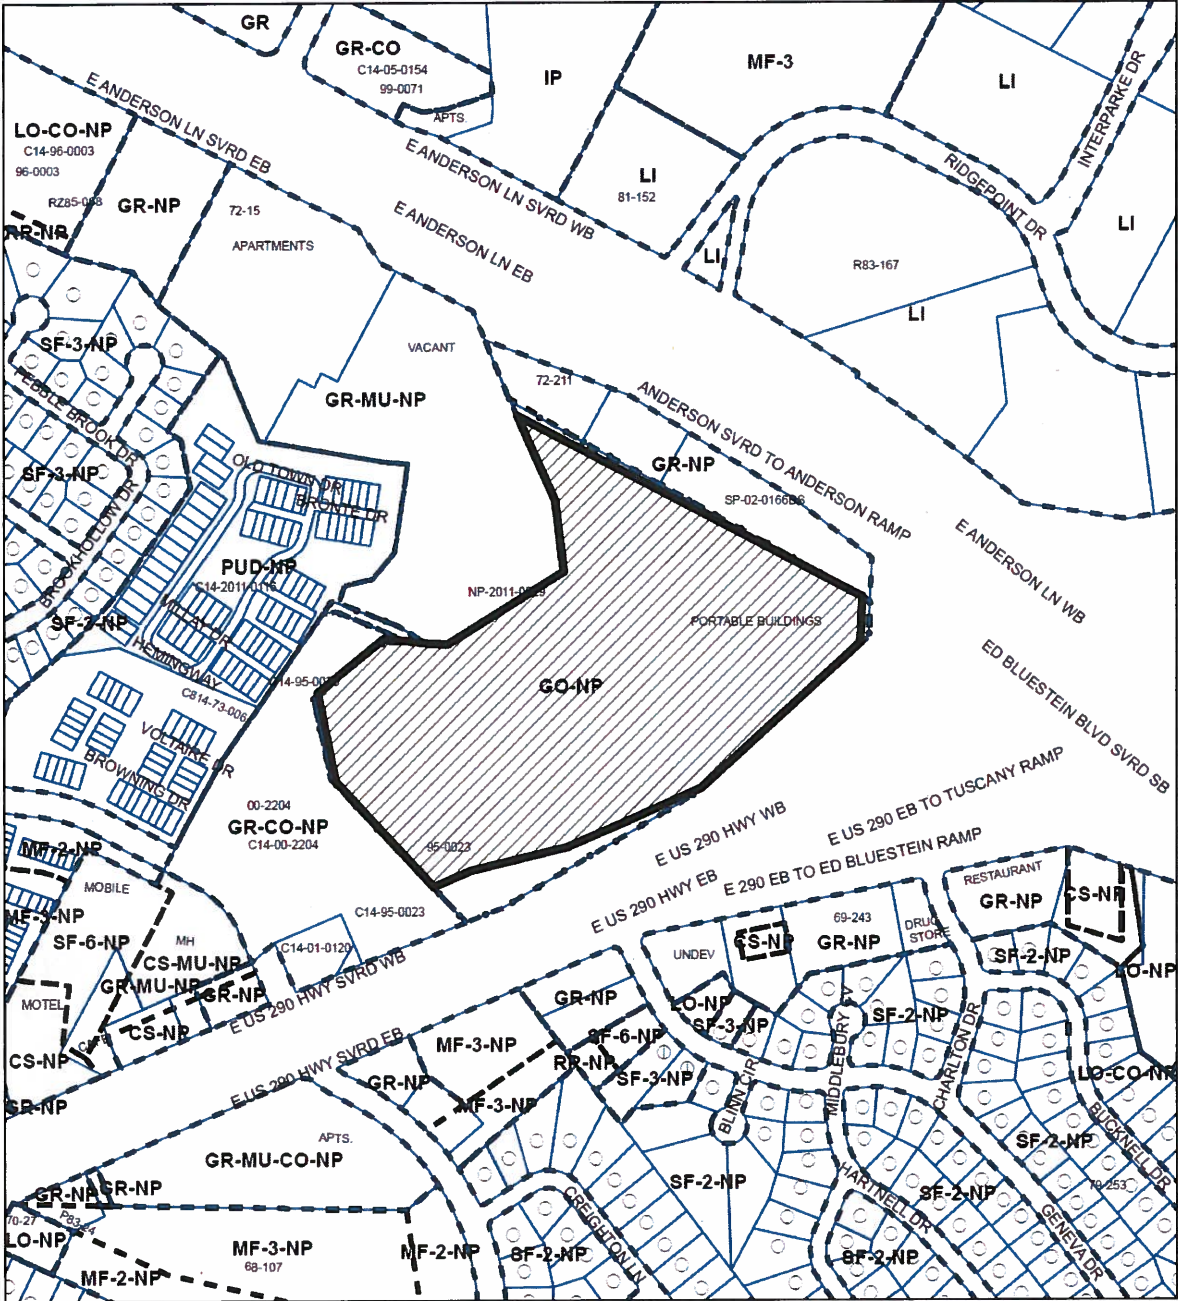 GR
GR-CO
C14-05-0154
99-0071
APTS.
IP
MF-3
LI
INTERPARKE DR
E ANDERSON LN SVRD EB
LO-CO-NP
C14-96-0003
96-0003
E ANDERSON LN SVRD WB
LI
81-152
RIDGEPOINT DR
GR-NP
72-15
APARTMENTS
E ANDERSON LN EB
LI
LI
R83-167
RR-NP
LI
SF-3-NP
VACANT
72-211
ANDERSON SVRD TO ANDERSON RAMP
GR-MU-NP
PEBBLE BROOK DR
SF-3-NP
OLD TOWN DR
BRONTE DR
GR-NP
BROOKHOLLOW DR
E ANDERSON LN WB
PUD-NP
C14-2011-0116
MILLAY DR
PORTABLE BUILDINGS
HEMINGWAY
C814-73-006
GO-NP
ED BLUESTEIN BLVD SVRD SB
VOLTAIRE DR
BROWNING DR
E US 290 EB TO TUSCANY RAMP
00-2204
GR-CO-NP
C14-00-2204
95-0023
E US 290 HWY WB
E 290 EB TO ED BLUESTEIN RAMP
E US 290 HWY EB
MF-2-NP
MOBILE
MF-3-NP
SF-6-NP
MH
C14-95-0023
C14-01-0120
CS-MU-NP
GR-MU-NP
GR-NP
MOTEL
CAFE
CS-NP
CS-NP
E US 290 HWY SVRD WB
RESTAURANT
GR-NP
CS-NP
69-243
DRUG
STORE
UNDEV
CS-NP
GR-NP
SF-2-NP
LO-NP
GR-NP
LO-NP
SF-3-NP
SF-2-NP
MF-3-NP
SF-6-NP
RR-NP
SF-3-NP
GR-NP
MF-3-NP
E US 290 HWY SVRD EB
BLINN CIR
MIDDLEBURY CV
CHARLTON DR
LO-CO-NP
BUCKNELL DR
APTS.
GR-MU-CO-NP
SF-2-NP
SF-2-NP
SF-2-NP
70-253
GR-NP
GR-NP
HARTNELL DR
GENEVA DR
CREIGHTON LN
70-27
P83-24
LO-NP
MF-3-NP
68-107
MF-2-NP
MF-2-NP
SF-2-NP
SF-2-NP